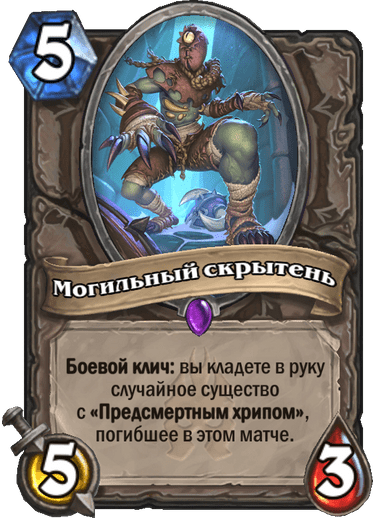 5
Могильный скрытень
Боевой клич: вы кладете в руку
случайное существо
с «Предсмертным хрипом»,
погибшее в этом матче.
5
3